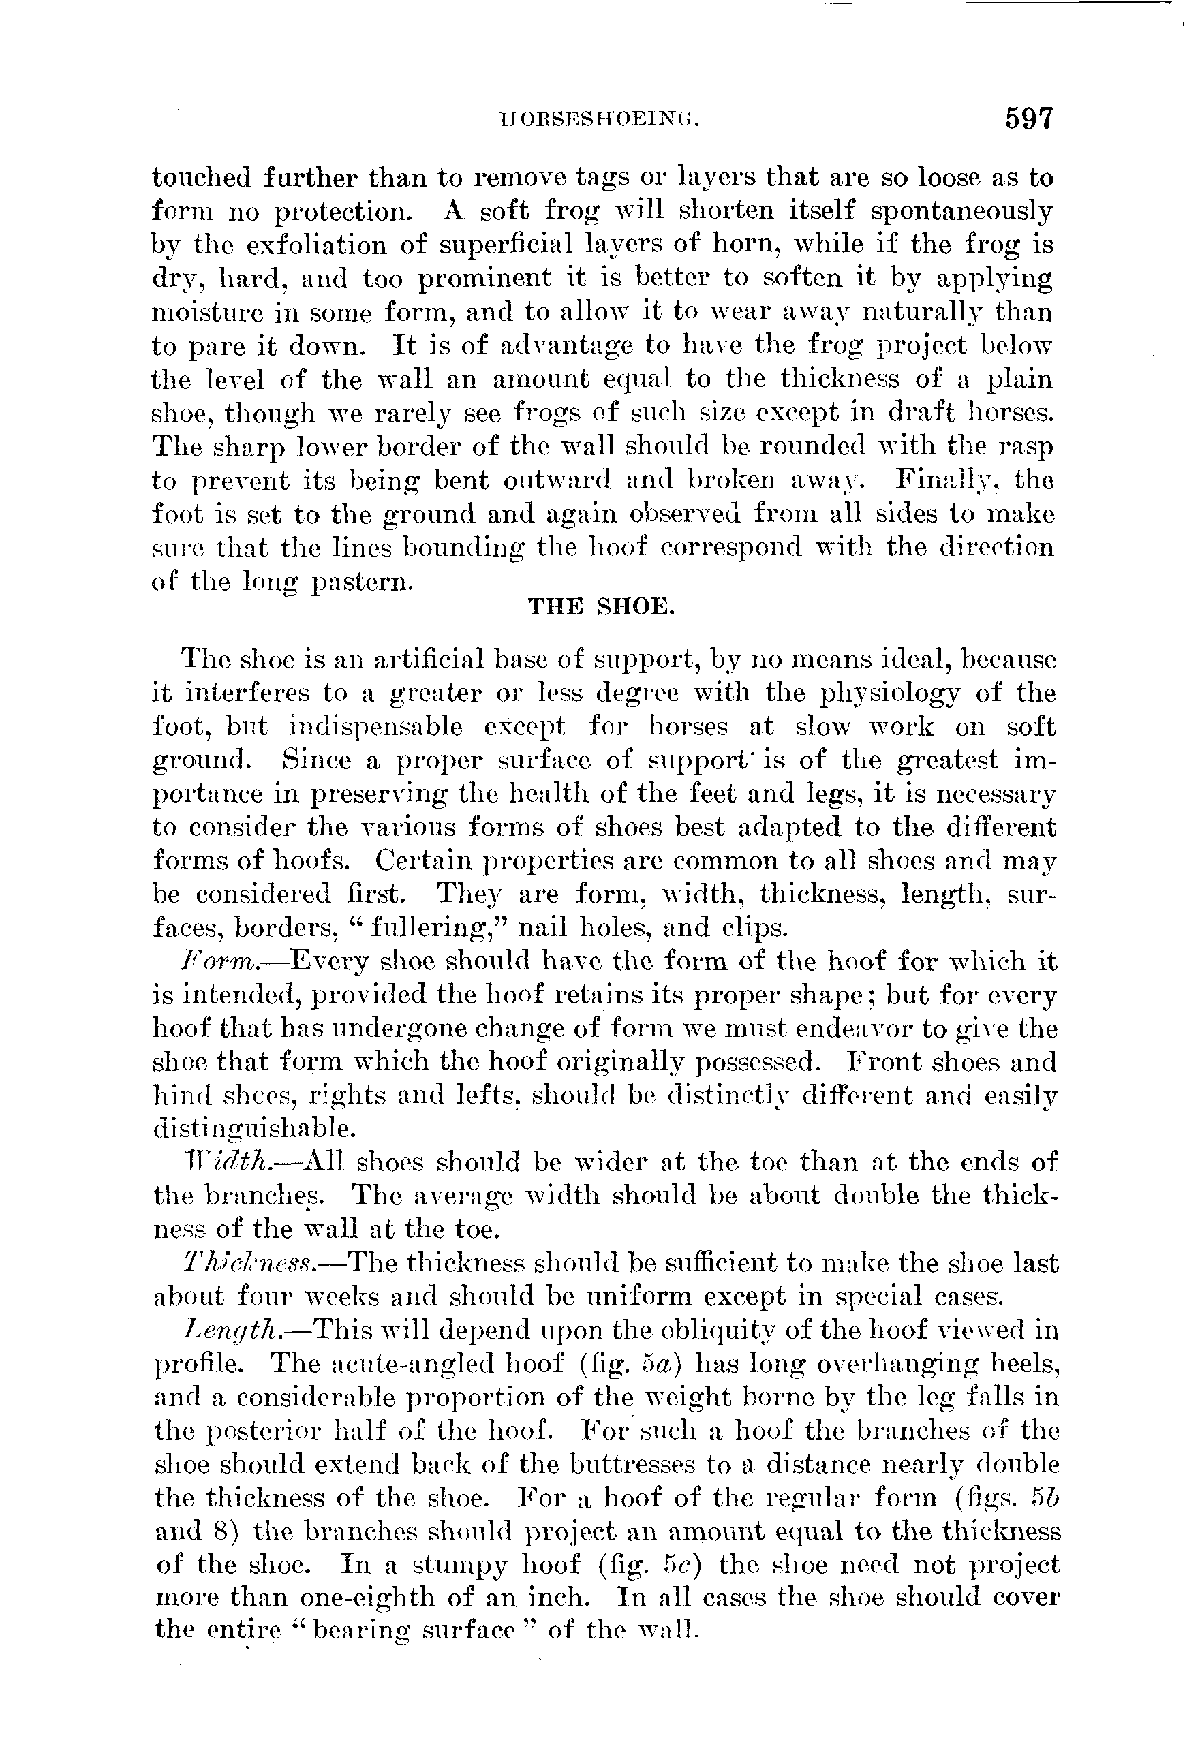 HORSESHOEING. 597
touched further than to remove tags or layers that are so loose as to
form no protection. A soft frog will shorten itself spontaneously
by the exfoliation of superficial layers of horn, while if the frog is
dry, hard, and too prominent it is better to soften it by applying
moisture in some form, and to allow it to wear away naturally than
to pare it down. It is of advantage to have the frog project below
the level of the wall an amount equal to the thickness of a plain
shoe, though we rarely see frogs of such size except in draft horses.
The sharp lower border of the wall should be rounded with the rasp
to prevent its being bent outward and broken away. Finally, the
foot is set to the ground and again observed from all sides to make
sure that the lines bounding the hoof correspond with the direction
of the long pastern.
THE SHOE.
The shoe is an artificial base of support, by no means ideal, because
it interferes to a greater or less degree with the physiology of the
foot, but indispensable except for horses at slow work on soft
ground. Since a proper surface of support is of the greatest im-
portance in preserving the health of the feet and legs, it is necessary
to consider the various forms of shoes best adapted to the different
forms of hoofs. Certain properties are common to all shoes and may
be considered first. They are form, width, thickness, length, sur-
faces, borders, “ fullering,” nail holes, and clips.
Form.—Every shoe should have the form of the hoof for which it
is intended, provided the hoof retains its proper shape; but for every
hoof that has undergone change of form we must endeavor to give the
shoe that form which the hoof originally possessed. Front shoes and
hind shoes, rights and lefts, should be distinctly different and easily
distinguishable.
Width.—All shoes should be wider at the toe than at the ends of
the branches. The average width should be about double the thick-
ness of the wall at the toe.
Thickness.—The thickness should be sufficient to make the shoe last
about four weeks and should be uniform except in special cases.
Length.—This will depend upon the obliquity of the hoof viewed in
profile. The acute-angled hoof (fig. 5a) has long overhanging heels,
and a considerable proportion of the weight borne by the leg falls in
the posterior half of the hoof. For such a hoof the branches of the
shoe should extend back of the buttresses to a distance nearly double
the thickness of the shoe. For a hoof of the regular form (figs. 5b
and 8) the branches should project an amount equal to the thickness
of the shoe. In a stumpy hoof (fig. 5c) the shoe need not project
more than one-eighth of an inch. In all cases the shoe should cover
the entire “ bearing surface ” of the wall.